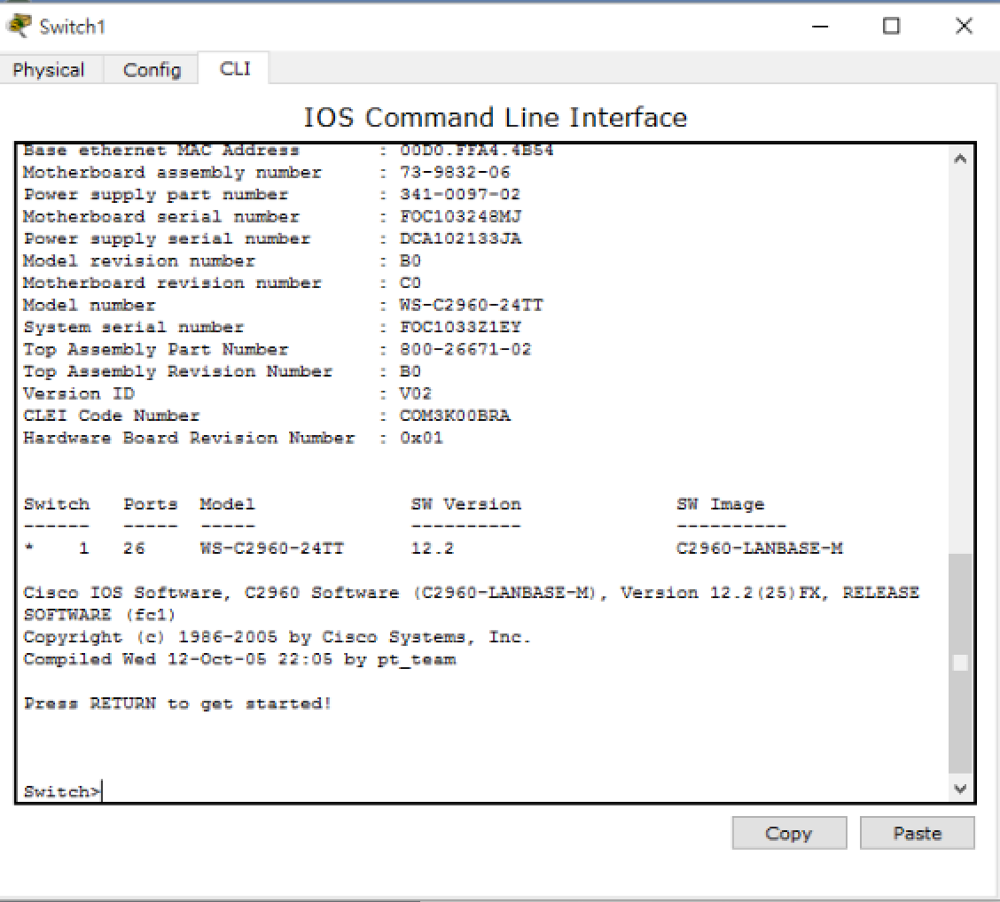 Switch1
Physical Config CLI
IOS Command Line Interface
Base ethernet MAC Address : 00D0.FFA4.4B54
Motherboard assembly number : 73-9832-06
Power supply part number : 341-0097-02
Motherboard serial number : FOC103248MJ
Power supply serial number : DCA102133JA
Model revision number : B0
Motherboard revision number : C0
Model number : WS-C2960-24TT
System serial number : FOC1033Z1EY
Top Assembly Part Number : 800-26671-02
Top Assembly Revision Number : B0
Version ID : V02
CLEI Code Number : COM3K00BRA
Hardware Board Revision Number : 0x01
Switch Ports Model SW Version SW Image
------ ----- ----- ---------- ----------
* 1 26 WS-C2960-24TT 12.2 C2960-LANBASE-M
Cisco IOS Software, C2960 Software (C2960-LANBASE-M), Version 12.2(25)FX, RELEASE
SOFTWARE (fc1)
Copyright (c) 1986-2005 by Cisco Systems, Inc.
Compiled Wed 12-Oct-05 22:05 by pt_team
Press RETURN to get started!
Switch>
Copy Paste